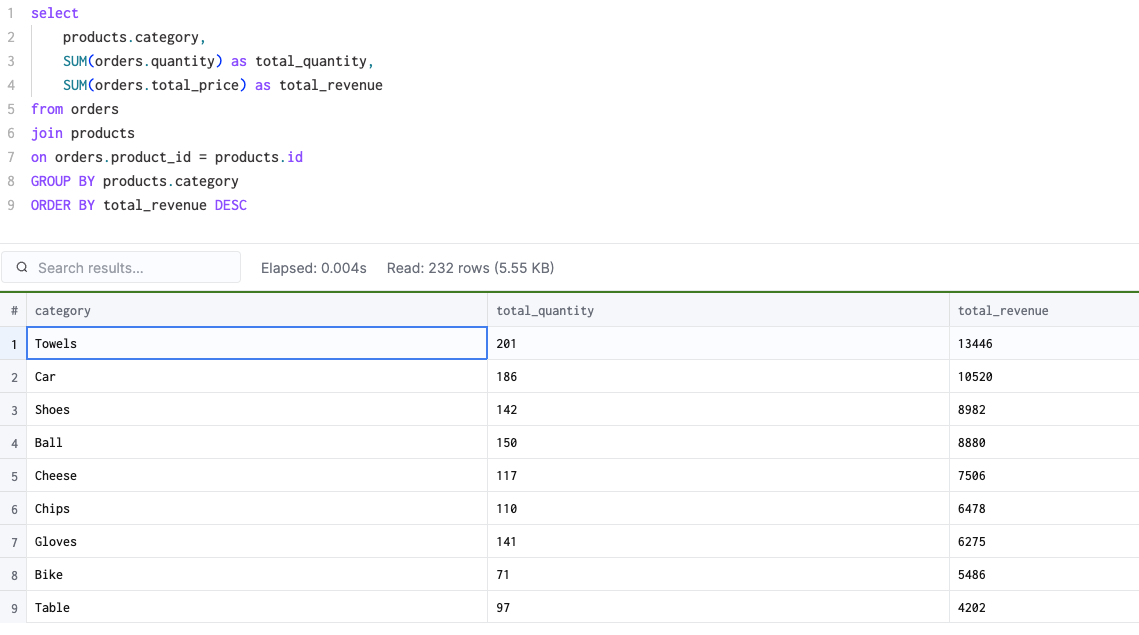 1 select
2 products.category,
3 SUM(orders.quantity) as total_quantity,
4 SUM(orders.total_price) as total_revenue
5 from orders
6 join products
7 on orders.product_id = products.id
8 GROUP BY products.category
9 ORDER BY total_revenue DESC
Search results... Elapsed: 0.004s Read: 232 rows (5.55 KB)
# category total_quantity total_revenue
1 Towels 201 13446
2 Car 186 10520
3 Shoes 142 8982
4 Ball 150 8880
5 Cheese 117 7506
6 Chips 110 6478
7 Gloves 141 6275
8 Bike 71 5486
9 Table 97 4202